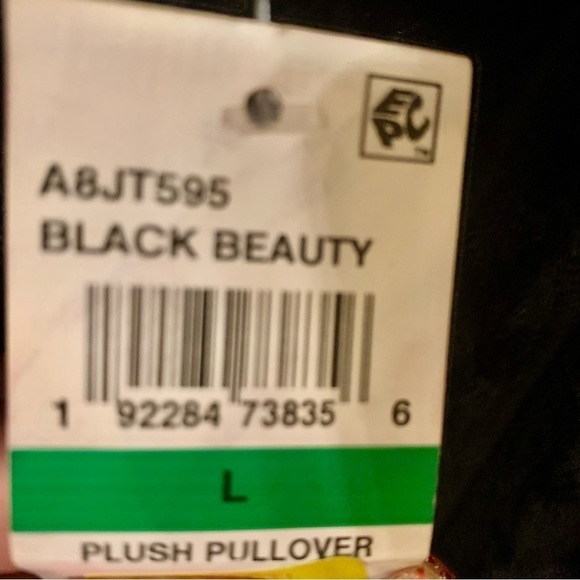 EPC
A8JT595
BLACK BEAUTY
1 92284 73835 6
L
PLUSH PULLOVER